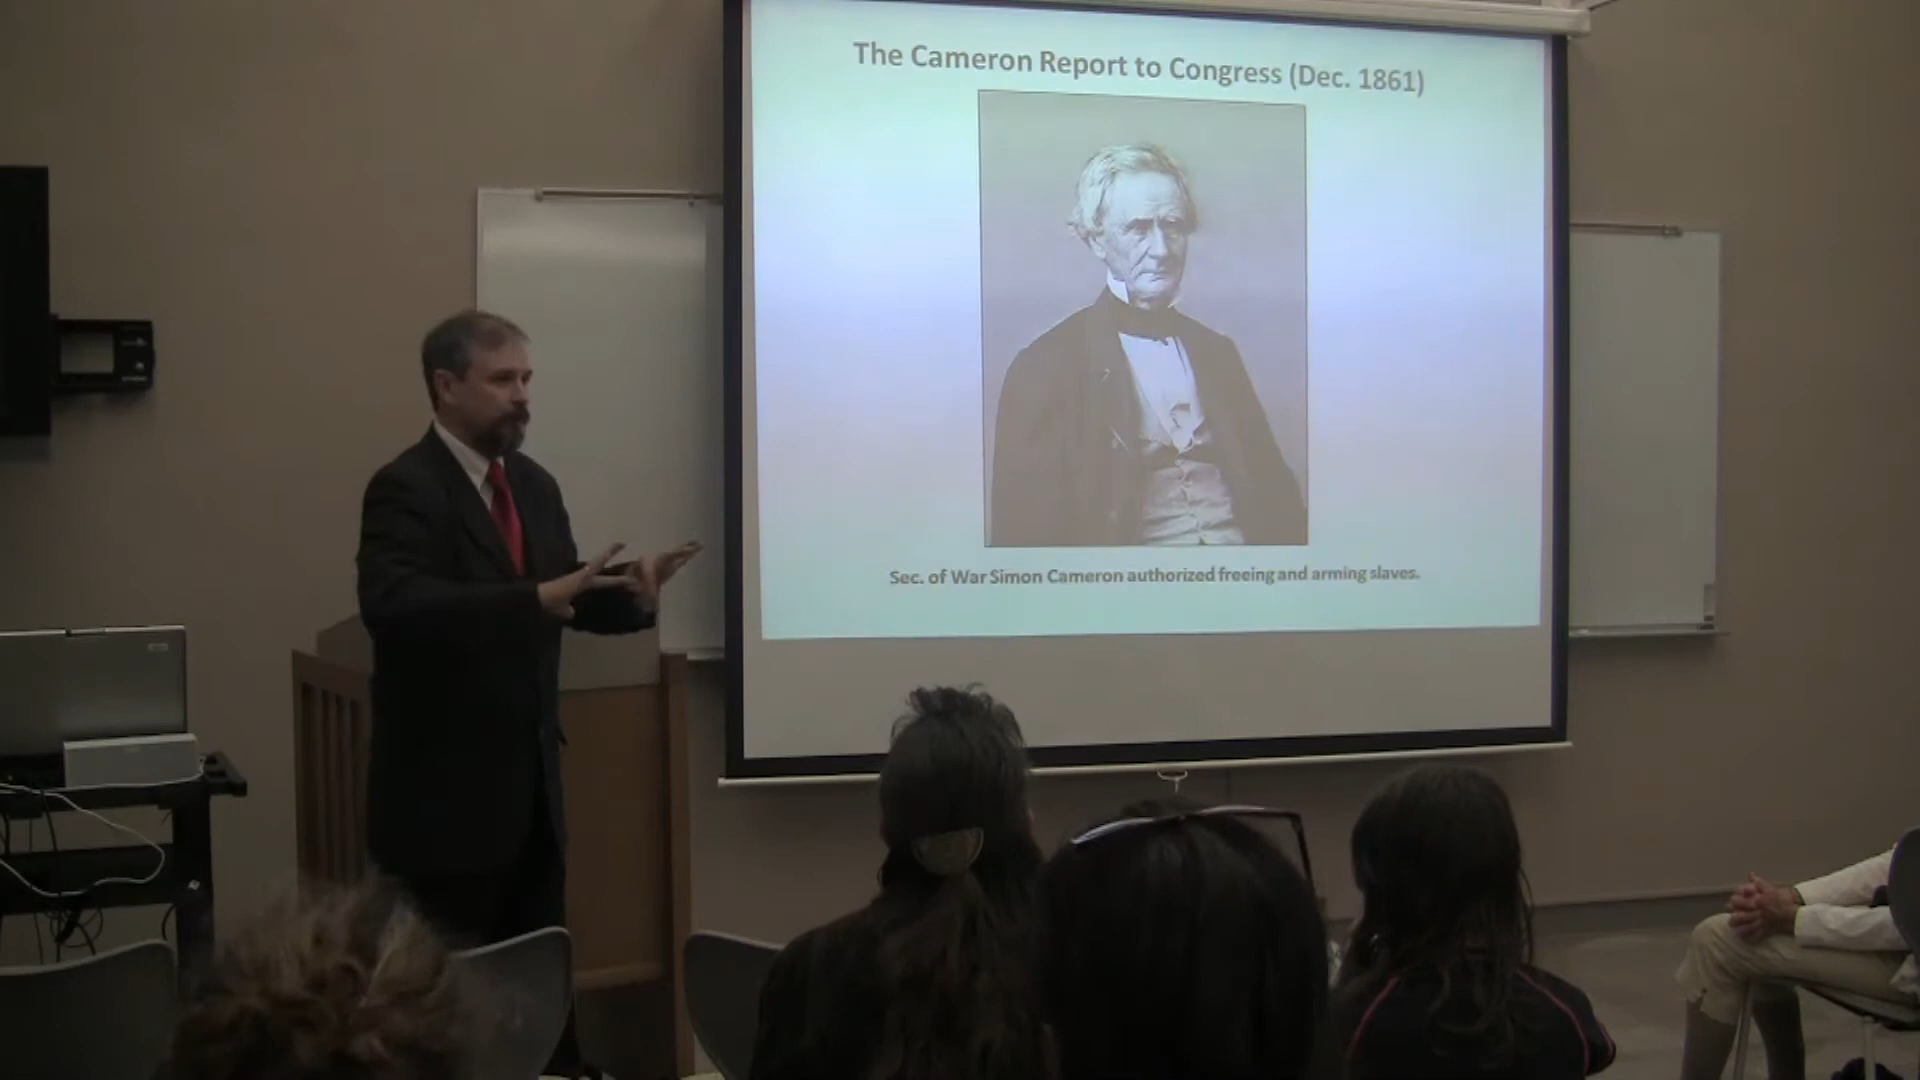 The Cameron Report to Congress (Dec. 1861)
Sec. of War Simon Cameron authorized freeing and arming slaves.